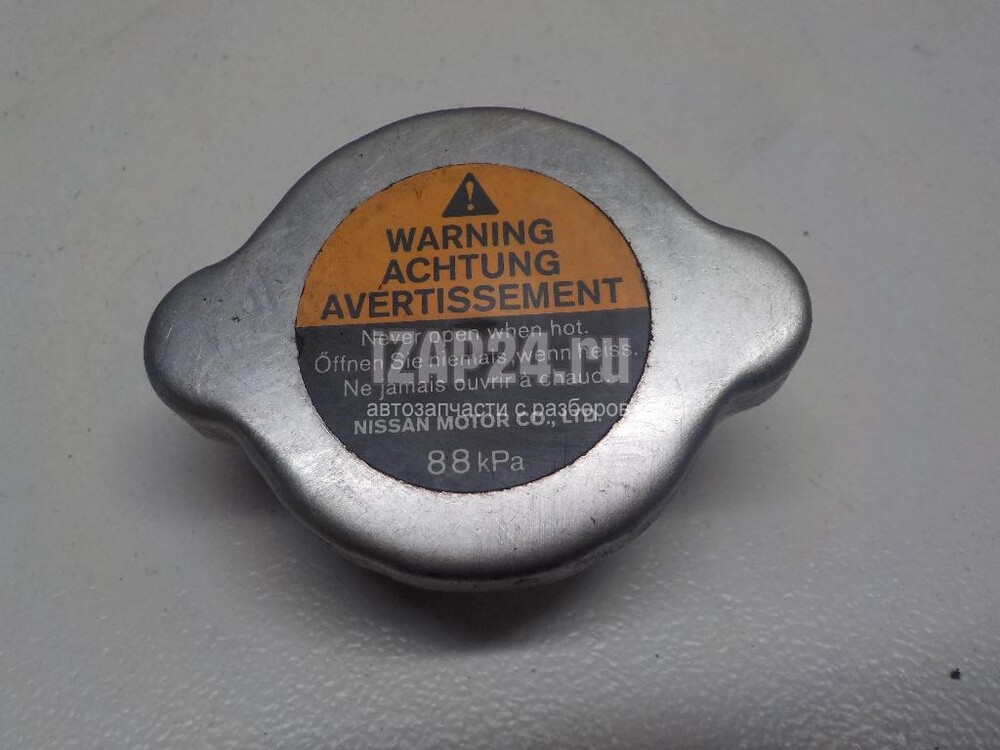 WARNING
ACHTUNG
AVERTISSEMENT
Never open when hot.
Öffnen Sie niemals, wenn heiss.
IZAP24.ru
Ne jamais ouvrir à chaud.
автозапчасти с разборов
NISSAN MOTOR CO., LTD.
88 kPa